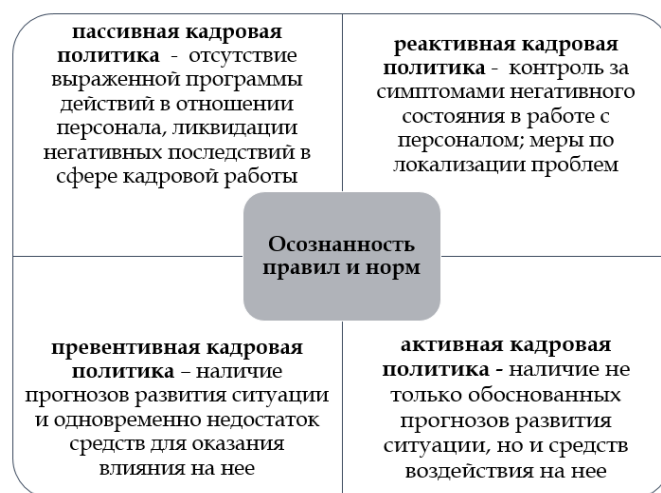 пассивная кадровая
политика - отсутствие
выраженной программы
действий в отношении
персонала, ликвидации
негативных последствий в
сфере кадровой работы
реактивная кадровая
политика - контроль за
симптомами негативного
состояния в работе с
персоналом; меры по
локализации проблем
Осознанность
правил и норм
превентивная кадровая
политика – наличие
прогнозов развития ситуации
и одновременно недостаток
средств для оказания
влияния на нее
активная кадровая
политика - наличие не
только обоснованных
прогнозов развития
ситуации, но и средств
воздействия на нее